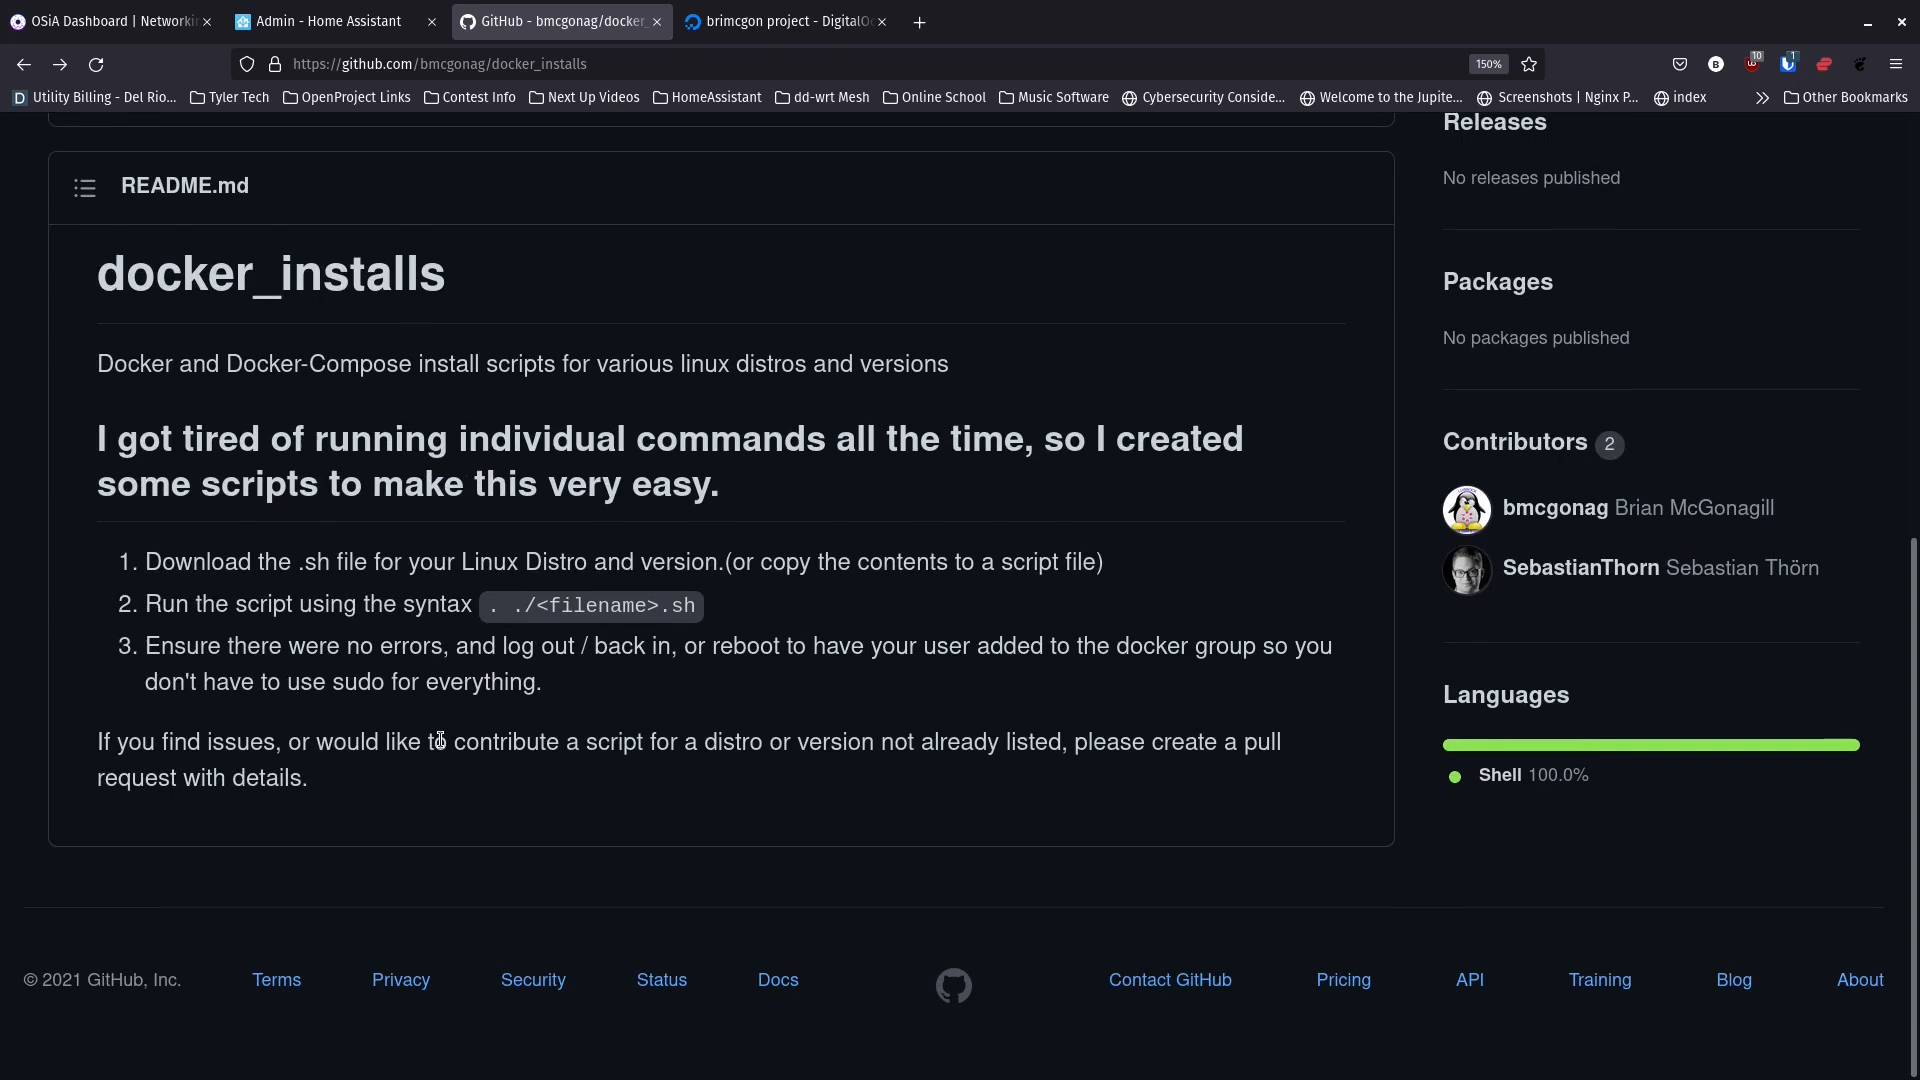 OSiA Dashboard | Networkin
Admin - Home Assistant
GitHub - bmcgonag/docker_
brimcgon project - DigitalO
https://github.com/bmcgonag/docker_installs
150%
B
10
1
D
Utility Billing - Del Rio...
Tyler Tech
OpenProject Links
Contest Info
Next Up Videos
HomeAssistant
dd-wrt Mesh
Online School
Music Software
Cybersecurity Conside...
Welcome to the Jupite...
Screenshots | Nginx P...
index
Other Bookmarks
README.md
docker_installs
Docker and Docker-Compose install scripts for various linux distros and versions
I got tired of running individual commands all the time, so I created
some scripts to make this very easy.
1. Download the .sh file for your Linux Distro and version.(or copy the contents to a script file)
2. Run the script using the syntax . ./<filename>.sh
3. Ensure there were no errors, and log out / back in, or reboot to have your user added to the docker group so you
don't have to use sudo for everything.
If you find issues, or would like to contribute a script for a distro or version not already listed, please create a pull
request with details.
Releases
No releases published
Packages
No packages published
Contributors 2
bmcgonag Brian McGonagill
SebastianThorn Sebastian Thörn
Languages
Shell 100.0%
© 2021 GitHub, Inc.
Terms
Privacy
Security
Status
Docs
Contact GitHub
Pricing
API
Training
Blog
About